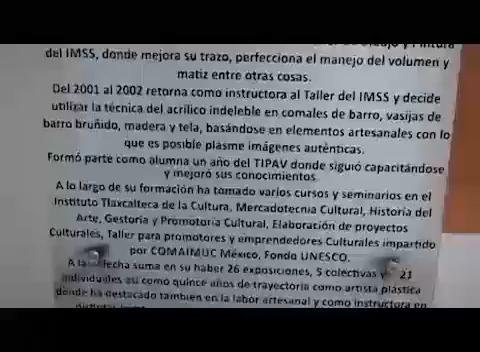 y Pintura
del IMSS, donde mejora su trazo, perfecciona el manejo del volumen y
matiz entre otras cosas.
Del 2001 al 2002 retorna como instructora al Taller del IMSS y decide
utilizar la técnica del acrílico indeleble en comales de barro, vasijas de
barro bruñido, madera y tela, basándose en elementos artesanales con lo
que es posible plasme imágenes auténticas.
Formó parte como alumna un año del TIPAV donde siguió capacitándose
y mejoró sus conocimientos.
A lo largo de su formación ha tomado varios cursos y seminarios en el
Instituto Tlaxcalteca de la Cultura, Mercadotecnia Cultural, Historia del
Arte, Gestoría y Promotoría Cultural, Elaboración de proyectos
Culturales, Taller para promotores y emprendedores Culturales impartido
por COMAIMUC México, Fondo UNESCO.
A la fecha suma en su haber 26 exposiciones, 5 colectivas y 21
individuales así como quince años de trayectoria como artista plástica
donde ha destacado también en la labor artesanal y como instructora en